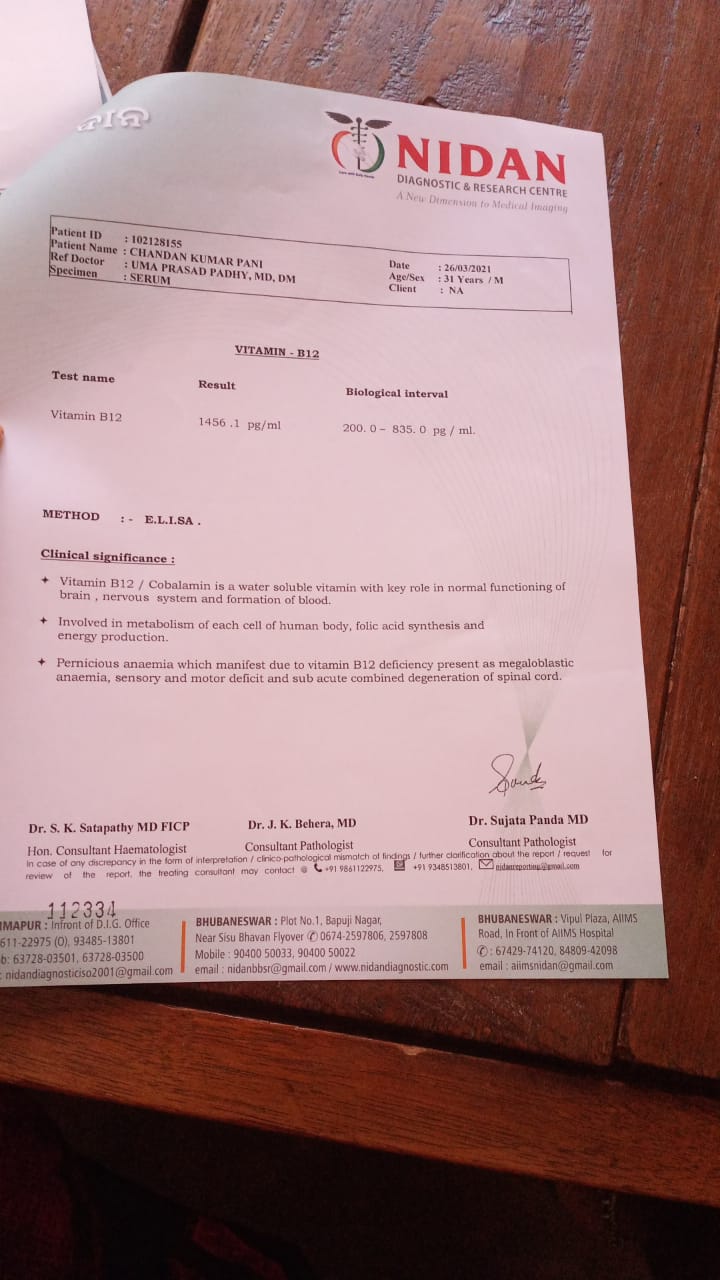 NIDAN
DIAGNOSTIC & RESEARCH CENTRE
A New Dimension to Medical Imaging
Patient ID : 102128155
Patient Name : CHANDAN KUMAR PANI
Ref Doctor : UMA PRASAD PADHY, MD, DM
Specimen : SERUM
Date : 26/03/2021
Age/Sex : 31 Years / M
Client : NA
VITAMIN - B12
Test name Result Biological interval
Vitamin B12 1456 .1 pg/ml 200. 0 – 835. 0 pg / ml.
METHOD : - E.L.I.SA .
Clinical significance :
Vitamin B12 / Cobalamin is a water soluble vitamin with key role in normal functioning of
brain , nervous system and formation of blood.
Involved in metabolism of each cell of human body, folic acid synthesis and
energy production.
Pernicious anaemia which manifest due to vitamin B12 deficiency present as megaloblastic
anaemia, sensory and motor deficit and sub acute combined degeneration of spinal cord.
Dr. S. K. Satapathy MD FICP
Hon. Consultant Haematologist
Dr. J. K. Behera, MD
Consultant Pathologist
Dr. Sujata Panda MD
Consultant Pathologist
In case of any discrepancy in the form of interpretation / clinico-pathological mismatch of findings / further clarification about the report / request for
review of the report, the treating consultant may contact @ +91 9861122975, +91 9348513801, nidanreporting@gmail.com
112334
IMAPUR : Infront of D.I.G. Office
611-22975 (O), 93485-13801
b: 63728-03501, 63728-03500
: nidandiagnosticiso2001@gmail.com
BHUBANESWAR : Plot No.1, Bapuji Nagar,
Near Sisu Bhavan Flyover 0674-2597806, 2597808
Mobile : 90400 50033, 90400 50022
email : nidanbbsr@gmail.com / www.nidandiagnostic.com
BHUBANESWAR : Vipul Plaza, AIIMS
Road, In Front of AIIMS Hospital
: 67429-74120, 84809-42098
email : aiimsnidan@gmail.com